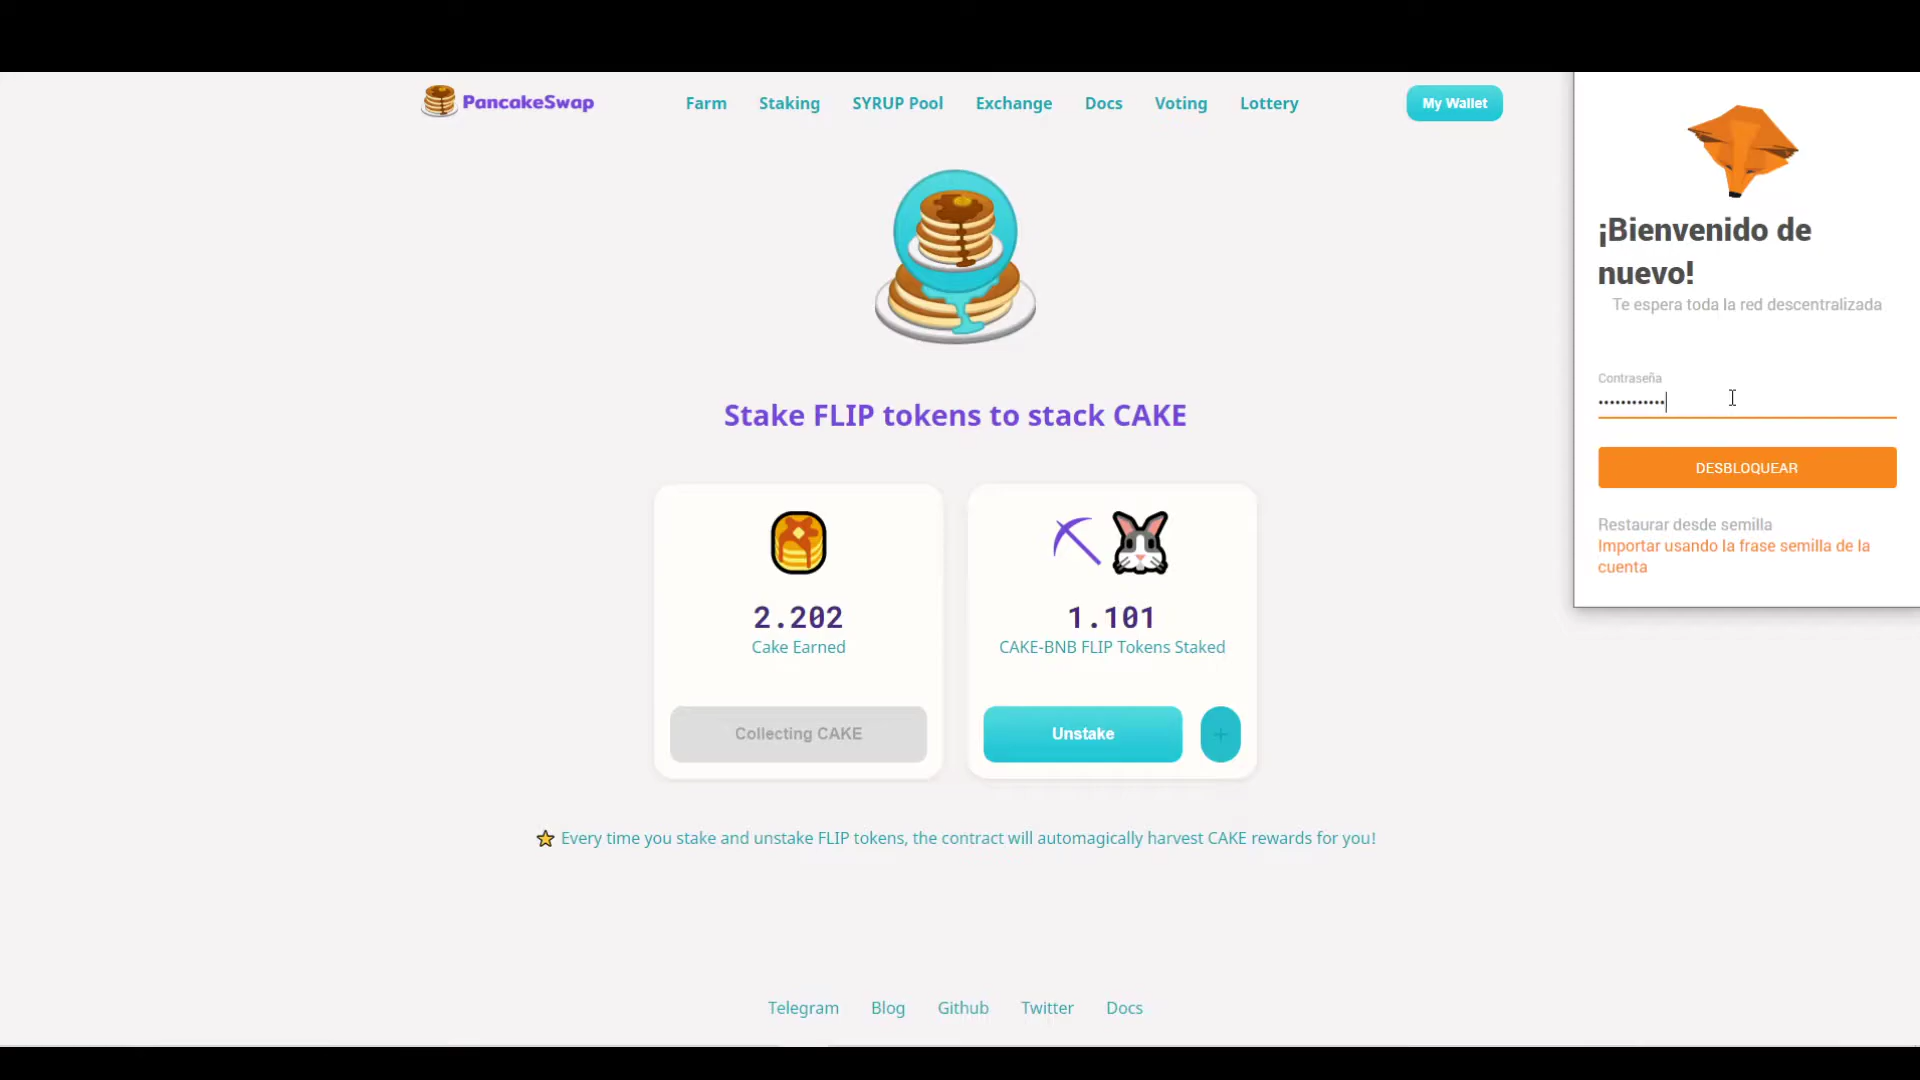 PancakeSwap
Farm Staking SYRUP Pool Exchange Docs Voting Lottery
My Wallet
Stake FLIP tokens to stack CAKE
2.202
Cake Earned
Collecting CAKE
1.101
CAKE-BNB FLIP Tokens Staked
Unstake
+
Every time you stake and unstake FLIP tokens, the contract will automagically harvest CAKE rewards for you!
Telegram Blog Github Twitter Docs
¡Bienvenido de
nuevo!
Te espera toda la red descentralizada
Contraseña
••••••••••••
DESBLOQUEAR
Restaurar desde semilla
Importar usando la frase semilla de la
cuenta